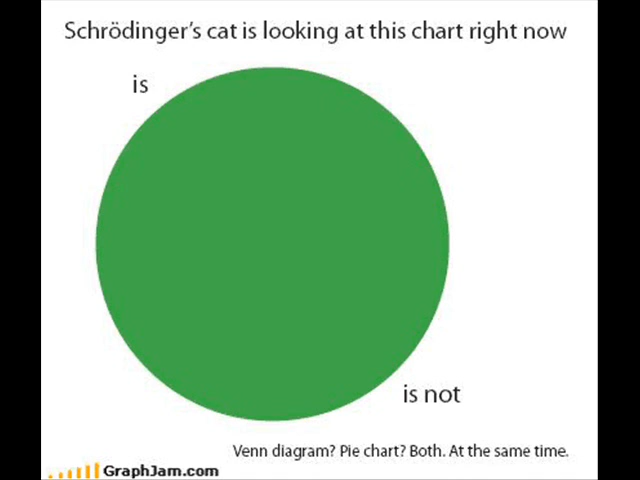 Schrödinger's cat is looking at this chart right now
is
is not
Venn diagram? Pie chart? Both. At the same time.
GraphJam.com